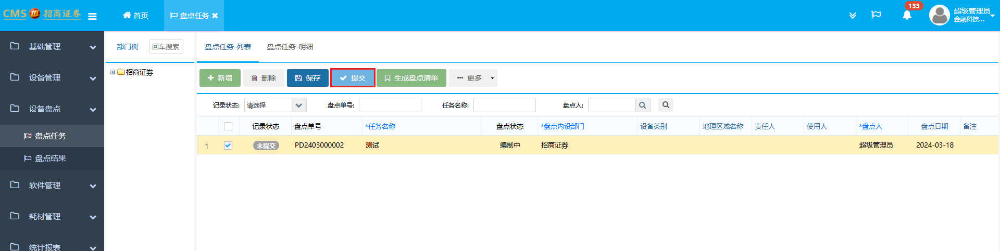 CMS 招商证券
首页
盘点任务
133
超级管理员
金融科技...
基础管理
设备管理
设备盘点
盘点任务
盘点结果
软件管理
耗材管理
统计报表
部门树 回车搜索
招商证券
盘点任务-列表 盘点任务-明细
新增 删除 保存 提交 生成盘点清单 更多
记录状态: 请选择 盘点单号: 任务名称: 盘点人:
记录状态 盘点单号 *任务名称 盘点状态 *盘点内设部门 设备类别 地理区域名称 责任人 使用人 *盘点人 盘点日期 备注
1 未提交 PD2403000002 测试 编制中 招商证券 超级管理员 2024-03-18